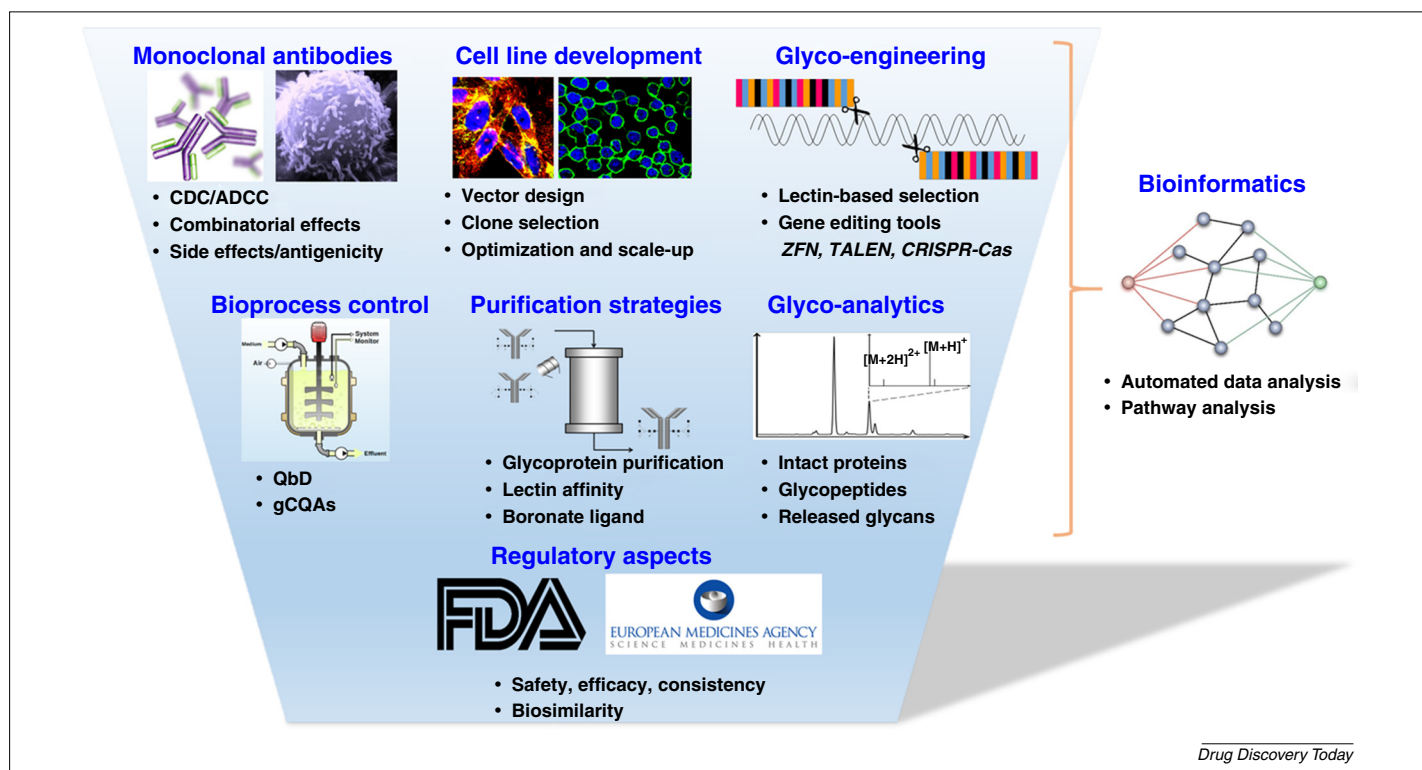 Monoclonal antibodies
• CDC/ADCC
• Combinatorial effects
• Side effects/antigenicity
Cell line development
• Vector design
• Clone selection
• Optimization and scale-up
Glyco-engineering
• Lectin-based selection
• Gene editing tools
ZFN, TALEN, CRISPR-Cas
Bioprocess control
System
Monitor
Medium
Air
Effluent
• QbD
• gCQAs
Purification strategies
• Glycoprotein purification
• Lectin affinity
• Boronate ligand
Glyco-analytics
[M+2H]2+
[M+H]+
• Intact proteins
• Glycopeptides
• Released glycans
Regulatory aspects
FDA
EUROPEAN MEDICINES AGENCY
SCIENCE MEDICINES HEALTH
• Safety, efficacy, consistency
• Biosimilarity
Bioinformatics
• Automated data analysis
• Pathway analysis
Drug Discovery Today